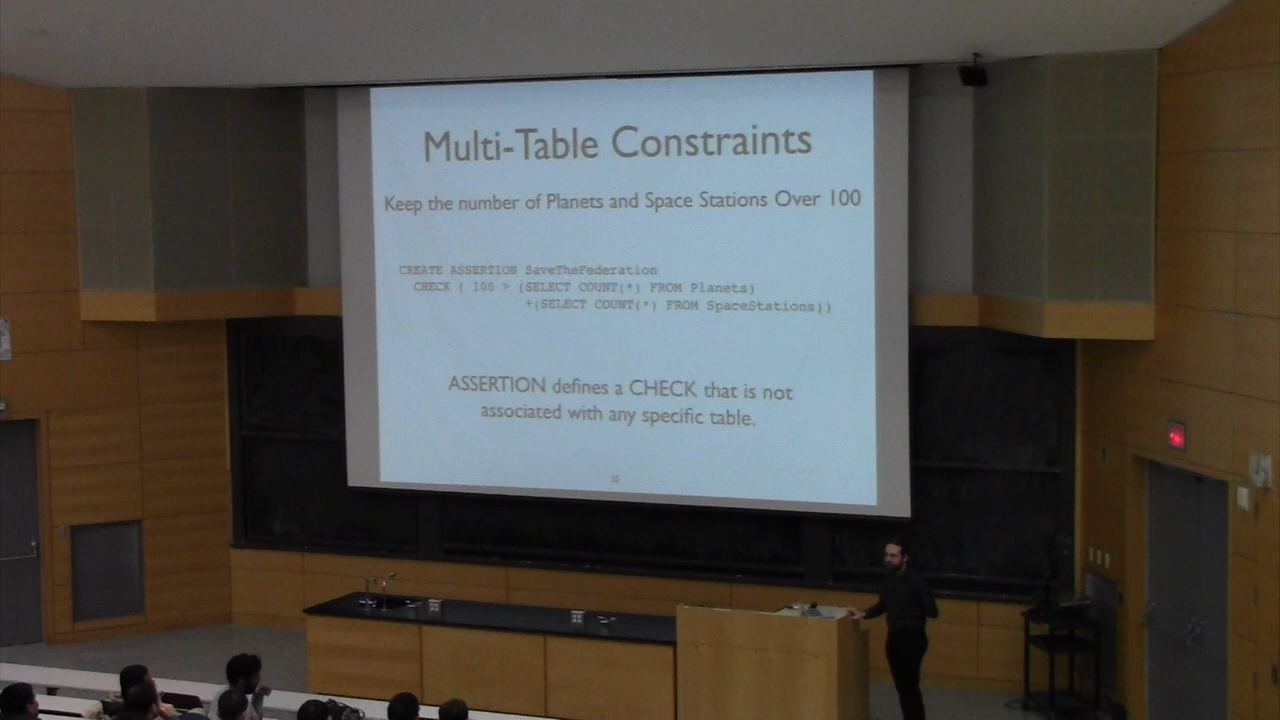 Multi-Table Constraints
Keep the number of Planets and Space Stations Over 100
CREATE ASSERTION SaveTheFederation
CHECK ( 100 > (SELECT COUNT(*) FROM Planets)
+(SELECT COUNT(*) FROM SpaceStations))
ASSERTION defines a CHECK that is not
associated with any specific table.